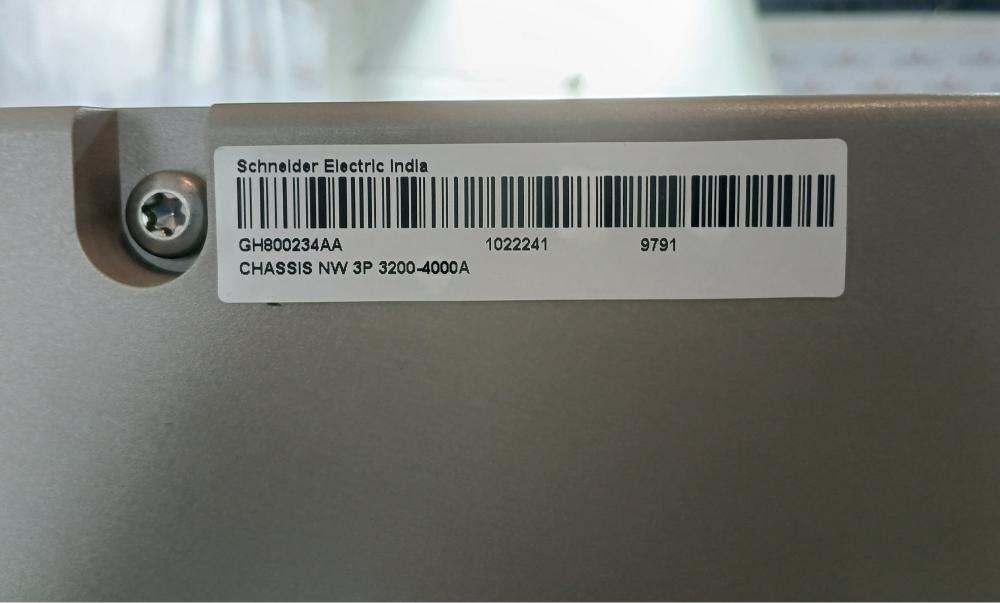 Schneider Electric India
GH800234AA 1022241 9791
CHASSIS NW 3P 3200-4000A